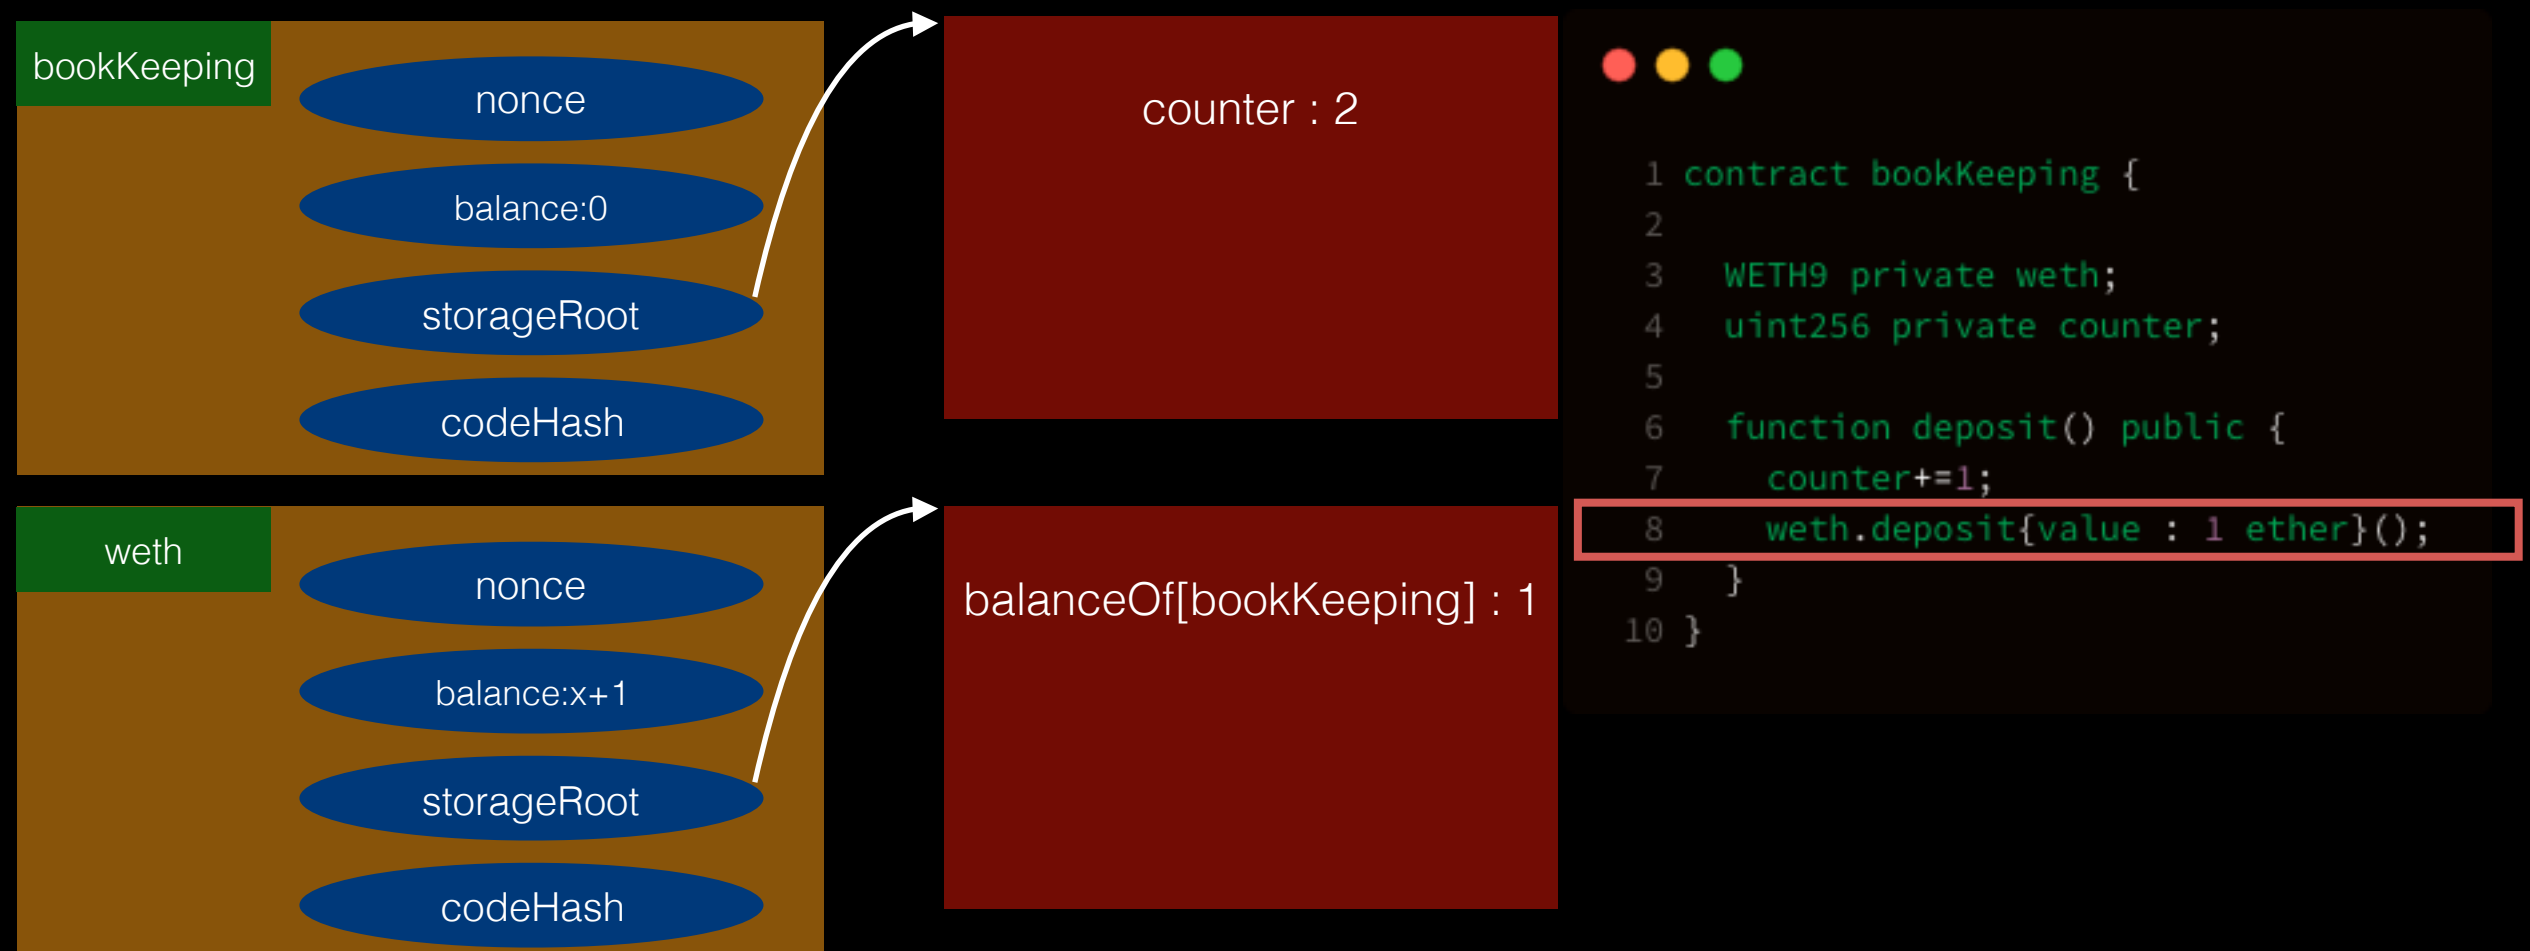 bookKeeping
nonce
balance:0
storageRoot
codeHash
counter : 2
weth
nonce
balance:x+1
storageRoot
codeHash
balanceOf[bookKeeping] : 1
1 contract bookKeeping {
2
3 WETH9 private weth;
4 uint256 private counter;
5
6 function deposit() public {
7 counter+=1;
8 weth.deposit{value : 1 ether}();
9 }
10 }